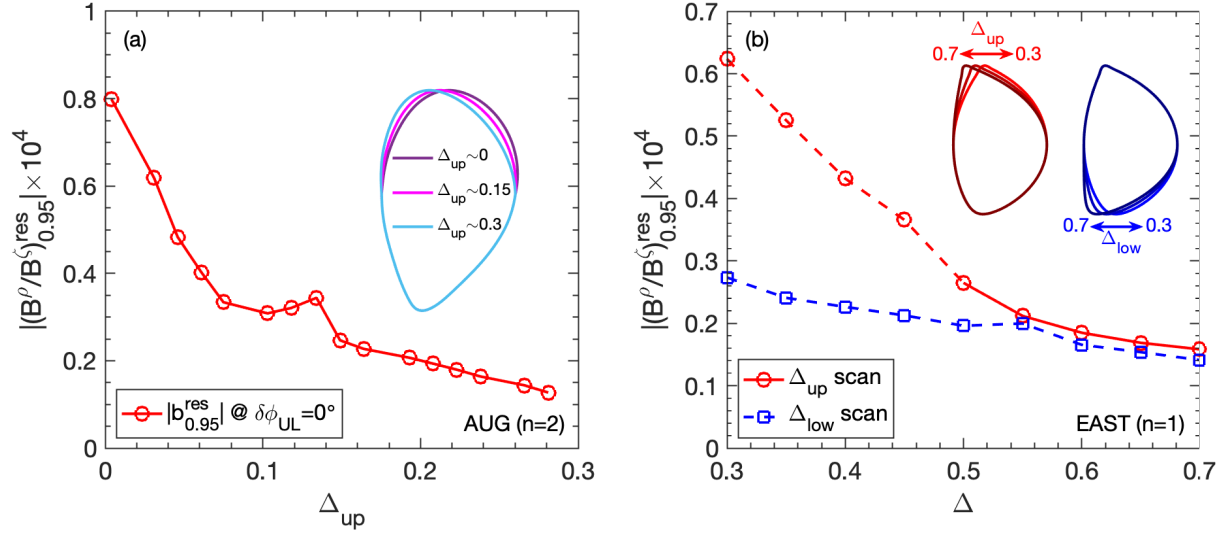 (a)
1
0.8
0.6
0.4
0.2
0
|(B^ρ/B^ζ)^res_0.95|×10^4
Δ_up~0
Δ_up~0.15
Δ_up~0.3
|b^res_0.95| @ δϕ_UL=0°
AUG (n=2)
0 0.1 0.2 0.3
Δ_up
(b)
0.7
0.6
0.5
0.4
0.3
0.2
0.1
0
|(B^ρ/B^ζ)^res_0.95|×10^4
Δ_up
0.7 0.3
0.7 0.3
Δ_low
Δ_up scan
Δ_low scan
EAST (n=1)
0.3 0.4 0.5 0.6 0.7
Δ